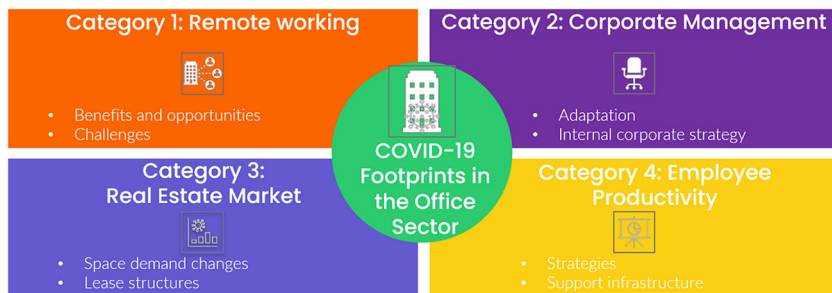 Category 1: Remote working
• Benefits and opportunities
• Challenges
Category 2: Corporate Management
• Adaptation
• Internal corporate strategy
COVID-19
Footprints in
the Office
Sector
Category 3:
Real Estate Market
• Space demand changes
• Lease structures
Category 4: Employee
Productivity
• Strategies
• Support infrastructure